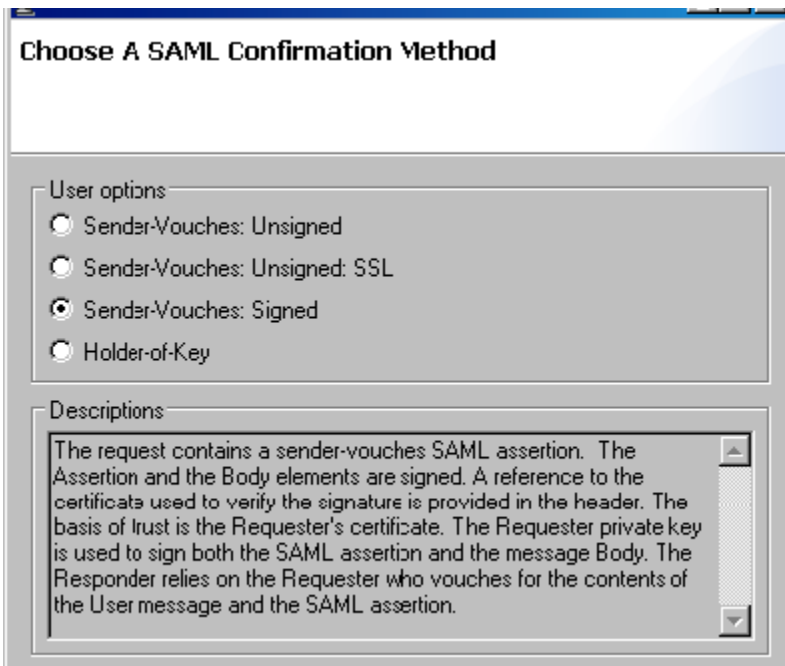 Choose A SAML Confirmation Method
User options
Sender-Vouches: Unsigned
Sender-Vouches: Unsigned: SSL
Sender-Vouches: Signed
Holder-of-Key
Descriptions
The request contains a sender-vouches SAML assertion. The
Assertion and the Body elements are signed. A reference to the
certificate used to verify the signature is provided in the header. The
basis of trust is the Requester's certificate. The Requester private key
is used to sign both the SAML assertion and the message Body. The
Responder relies on the Requester who vouches for the contents of
the User message and the SAML assertion.